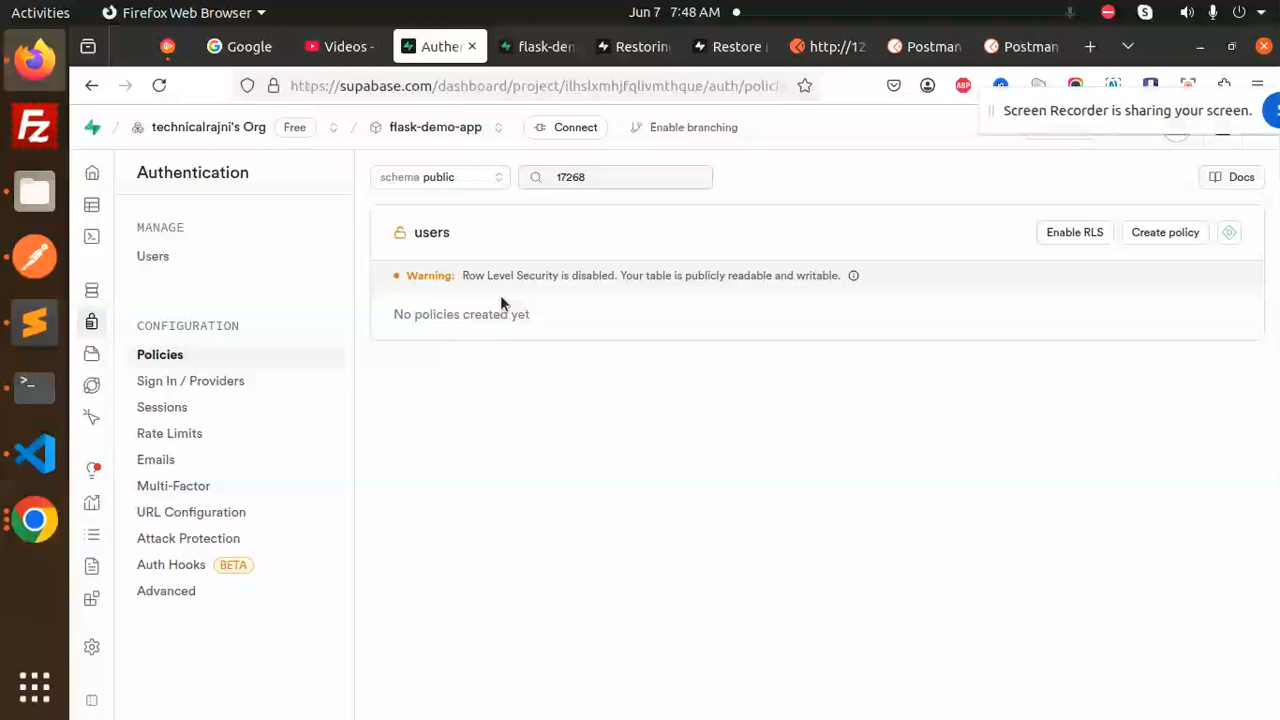 Activities
Firefox Web Browser
Jun 7 7:48 AM
Google
Videos -
Auther
flask-den
Restoring
Restore i
http://12
Postman
Postman
https://supabase.com/dashboard/project/ilhslxmhjfqlivmthque/auth/polic
ABP
Screen Recorder is sharing your screen.
technicalrajni's Org
Free
flask-demo-app
Connect
Enable branching
Authentication
schema public
17268
Docs
MANAGE
Users
users
Enable RLS
Create policy
Warning: Row Level Security is disabled. Your table is publicly readable and writable.
No policies created yet
CONFIGURATION
Policies
Sign In / Providers
Sessions
Rate Limits
Emails
Multi-Factor
URL Configuration
Attack Protection
Auth Hooks BETA
Advanced